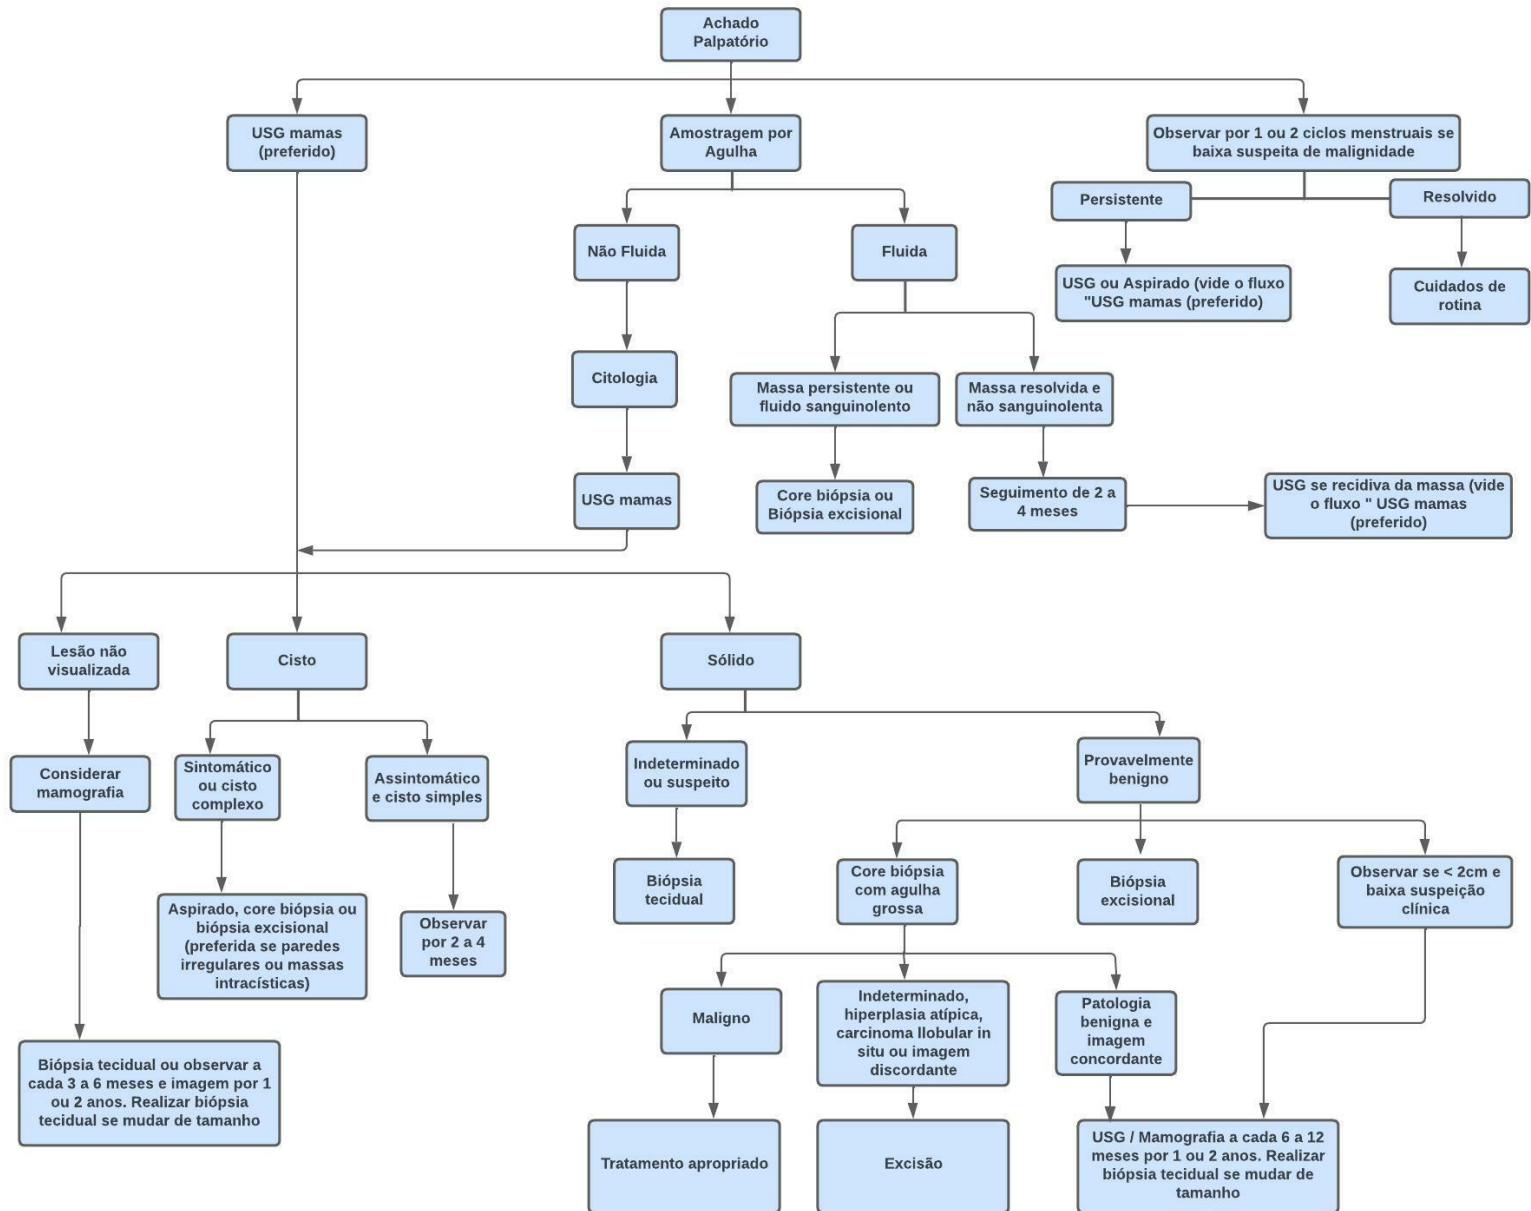 Achado
Palpatório
USG mamas
(preferido)
Amostragem por
Agulha
Observar por 1 ou 2 ciclos menstruais se
baixa suspeita de malignidade
Persistente
Resolvido
Não Fluida
Fluida
USG ou Aspirado (vide o fluxo
"USG mamas (preferido)
Cuidados de
rotina
Citologia
Massa persistente ou
fluido sanguinolento
Massa resolvida e
não sanguinolenta
USG mamas
Core biópsia ou
Biópsia excisional
Seguimento de 2 a
4 meses
USG se recidiva da massa (vide
o fluxo " USG mamas
(preferido)
Lesão não
visualizada
Cisto
Sólido
Considerar
mamografia
Sintomático
ou cisto
complexo
Assintomático
e cisto simples
Indeterminado
ou suspeito
Provavelmente
benigno
Aspirado, core biópsia ou
biópsia excisional
(preferida se paredes
irregulares ou massas
intracísticas)
Observar
por 2 a 4
meses
Biópsia
tecidual
Core biópsia
com agulha
grossa
Biópsia
excisional
Observar se < 2cm e
baixa suspeição
clínica
Maligno
Indeterminado,
hiperplasia atípica,
carcinoma llobular in
situ ou imagem
discordante
Patologia
benigna e
imagem
concordante
Biópsia tecidual ou observar a
cada 3 a 6 meses e imagem por 1
ou 2 anos. Realizar biópsia
tecidual se mudar de tamanho
Tratamento apropriado
Excisão
USG / Mamografia a cada 6 a 12
meses por 1 ou 2 anos. Realizar
biópsia tecidual se mudar de
tamanho